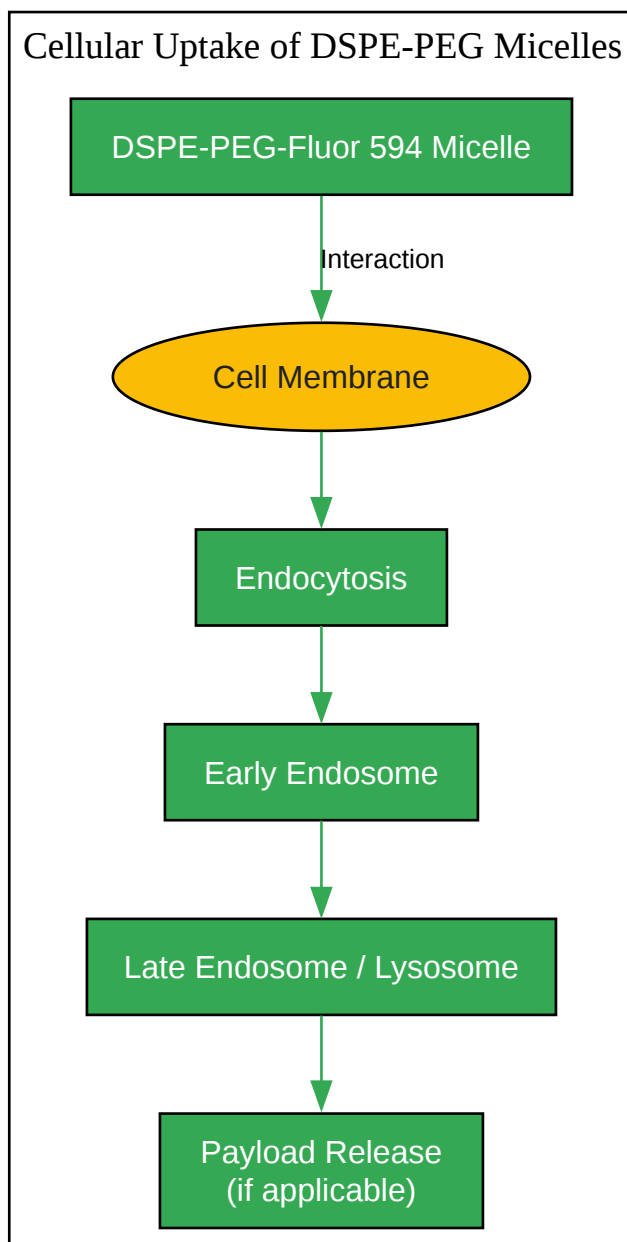 Cellular Uptake of DSPE-PEG Micelles
DSPE-PEG-Fluor 594 Micelle
Interaction
Cell Membrane
Endocytosis
Early Endosome
Late Endosome / Lysosome
Payload Release
(if applicable)